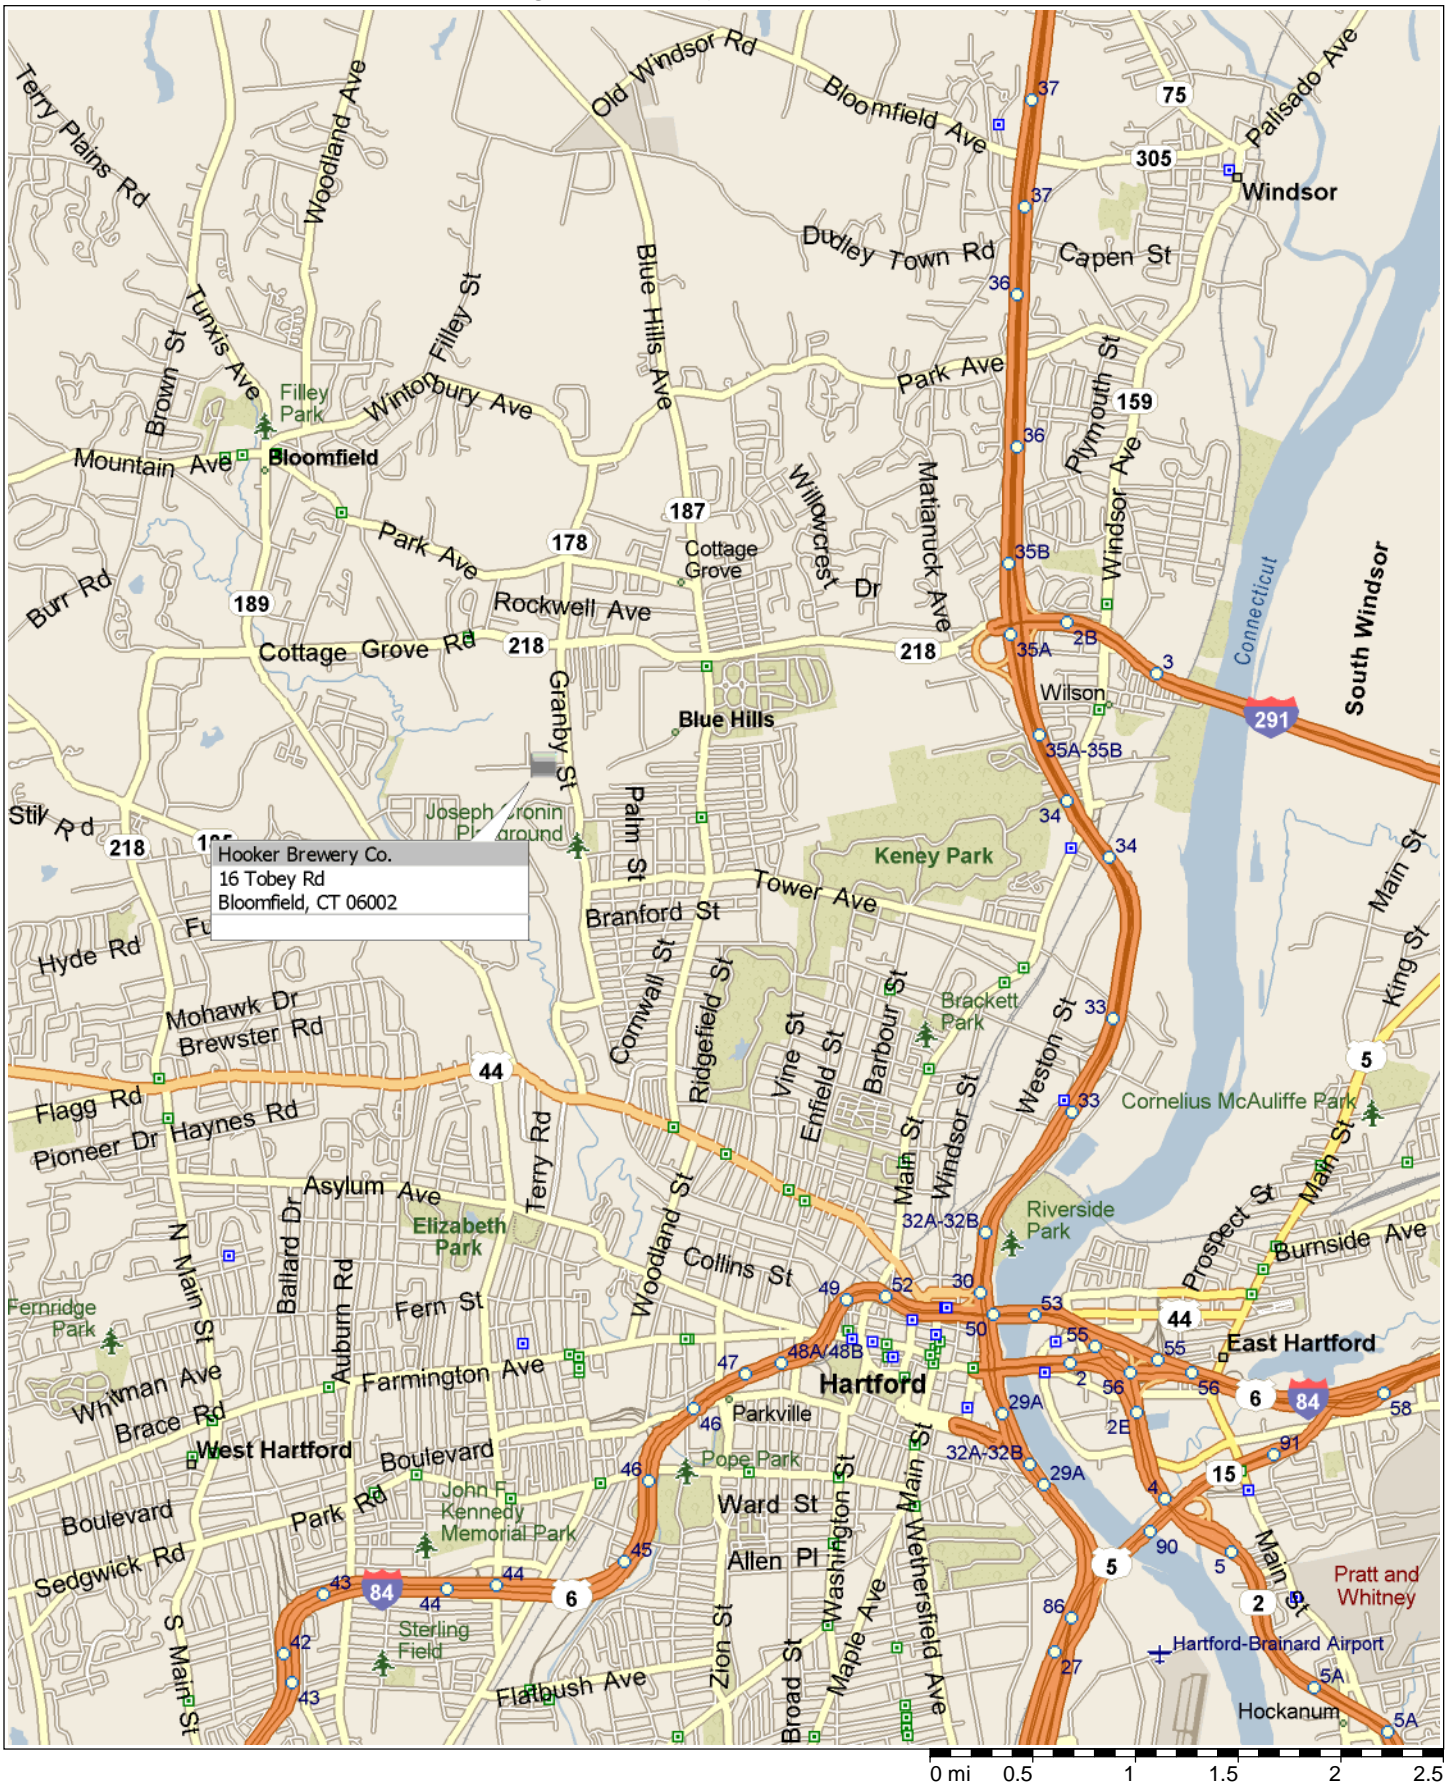 Terry Plains Rd
Woodland Ave
Old Windsor Rd
Bloomfield Ave
37
75
Palisado Ave
305
Windsor
37
Dudley Town Rd
Capen St
36
Tunxis Ave
Brown St
Filley St
Blue Hills Ave
Filley
Park
Wintonbury Ave
Park Ave
Plymouth St
159
Mountain Ave
Bloomfield
36
Willowcrest Dr
Matianuck Ave
Windsor Ave
187
178
Park Ave
Cottage
Grove
35B
Burr Rd
189
Rockwell Ave
Cottage Grove Rd
218
218
35A
2B
3
Connecticut
South Windsor
Wilson
Granby St
Blue Hills
291
35A-35B
Still Rd
218
Joseph Cronin
Playground
Palm St
34
34
Keney Park
Main St
Hooker Brewery Co.
16 Tobey Rd
Bloomfield, CT 06002
Tower Ave
Branford St
Hyde Rd
Cornwall St
Ridgefield St
Barbour St
King St
Mohawk Dr
Brewster Rd
Brackett
Park
Vine St
Enfield St
Weston St
33
44
5
Flagg Rd
Pioneer Dr
Haynes Rd
33
Cornelius McAuliffe Park
Terry Rd
Main St
Windsor St
Main St
Asylum Ave
Elizabeth
Park
Woodland St
32A-32B
Riverside
Park
Prospect St
Burnside Ave
N Main St
Ballard Dr
Auburn Rd
Collins St
Fern St
Fernridge
Park
49
52
30
50
53
44
55
55
East Hartford
47
48A/48B
Whitman Ave
Farmington Ave
Hartford
2
56
56
6
84
58
Brace Rd
46
Parkville
29A
2E
West Hartford
Boulevard
32A-32B
91
46
Pope Park
29A
15
4
Boulevard
Park Rd
John F.
Kennedy
Memorial Park
Ward St
Washington St
Main St
Wethersfield Ave
90
5
Main St
Sedgwick Rd
45
Allen Pl
5
Pratt and
Whitney
43
84
44
44
6
2
86
Sterling
Field
Zion St
Broad St
Maple Ave
27
Hartford-Brainard Airport
42
43
S Main St
Flatbush Ave
5A
Hockanum
5A
0 mi 0.5 1 1.5 2 2.5